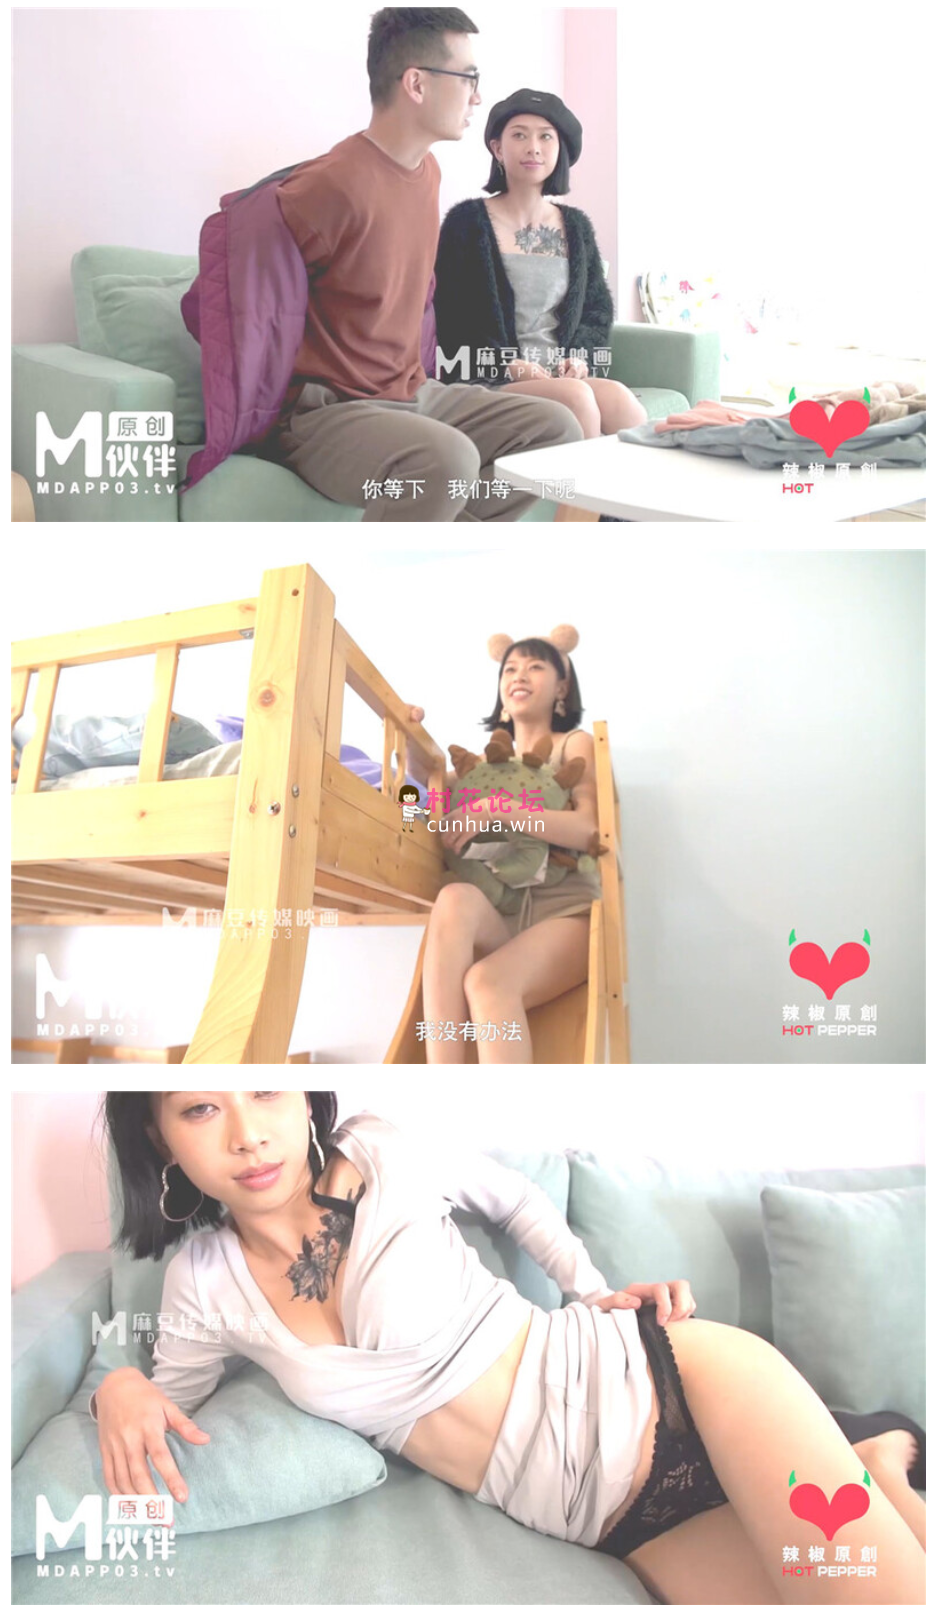 麻豆传媒映画
MDAPP03.TV
原创
伙伴
MDAPP03.tv
辣椒原創
HOT
你等下 我们等一下呢
村花论坛
cunhua.win
麻豆传媒映画
MDAPP03.
MDAPP03.tv
辣椒原創
HOT PEPPER
我没有办法
麻豆传媒映画
MDAPP03.TV
原创
伙伴
MDAPP03.tv
辣椒原創
HOT PEPPER